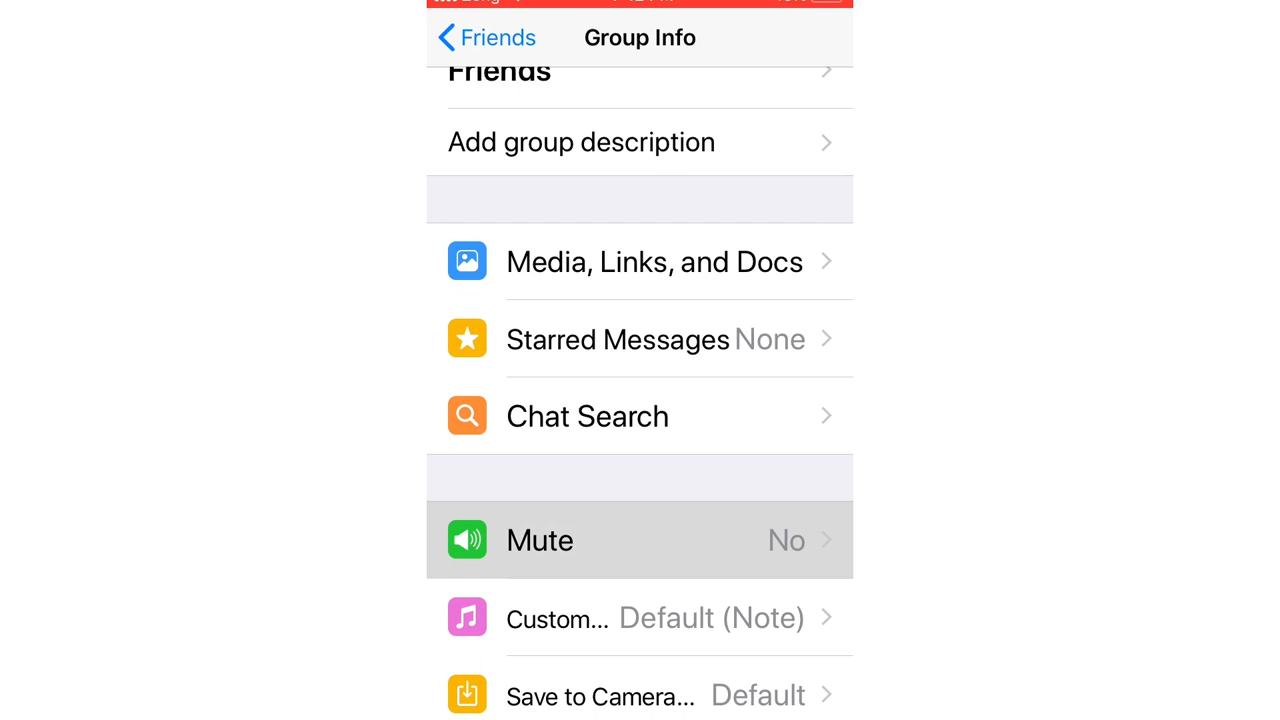 Friends
Group Info
Friends
Add group description
Media, Links, and Docs
Starred Messages None
Chat Search
Mute No
Custom... Default (Note)
Save to Camera... Default